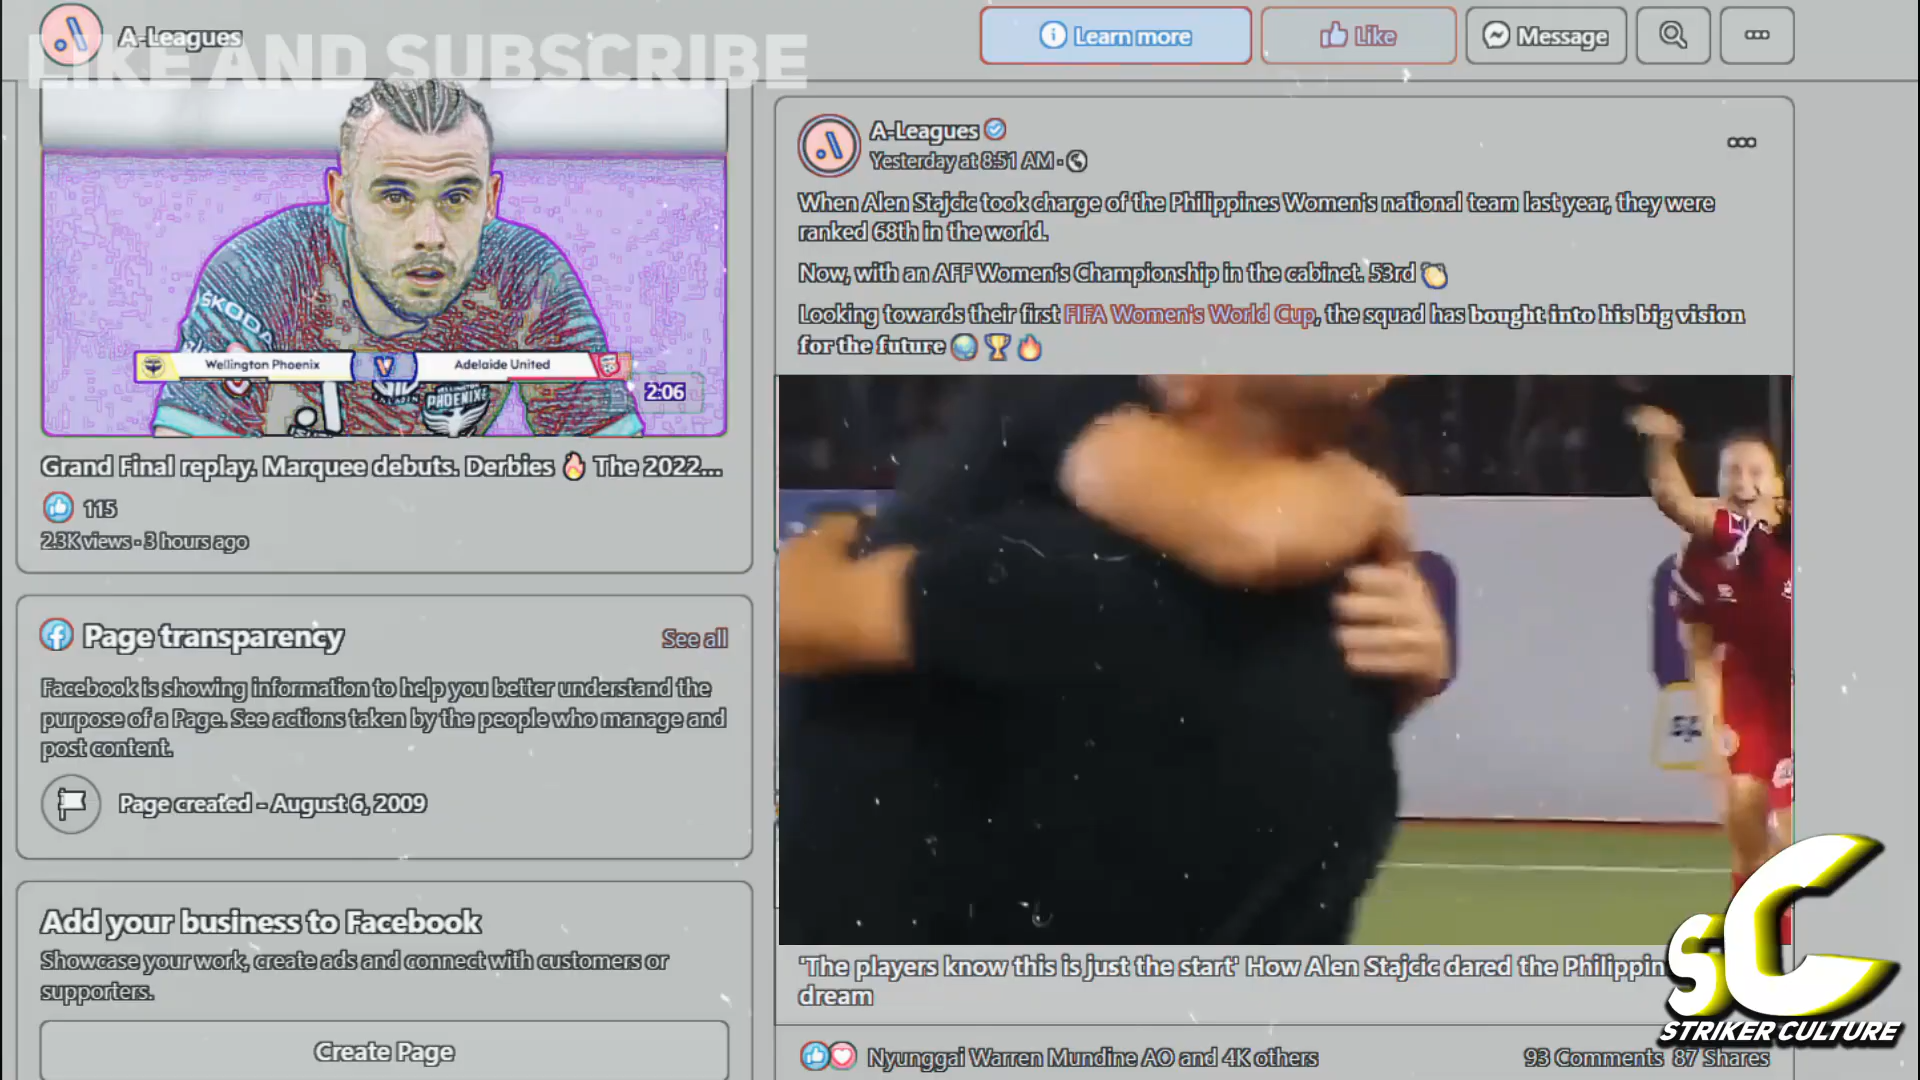 A-Leagues
LIKE AND SUBSCRIBE
Learn more
Like
Message
Wellington Phoenix
Adelaide United
2:06
PHOENIX
Grand Final replay. Marquee debuts. Derbies 🔥 The 2022...
115
2.3K views · 3 hours ago
Page transparency
See all
Facebook is showing information to help you better understand the
purpose of a Page. See actions taken by the people who manage and
post content.
Page created - August 6, 2009
Add your business to Facebook
Showcase your work, create ads and connect with customers or
supporters.
Create Page
A-Leagues
Yesterday at 8:51 AM ·
When Alen Stajcic took charge of the Philippines Women's national team last year, they were
ranked 68th in the world.
Now, with an AFF Women's Championship in the cabinet. 53rd 👏
Looking towards their first FIFA Women's World Cup, the squad has bought into his big vision
for the future 🌏 🏆 🔥
'The players know this is just the start' How Alen Stajcic dared the Philippin
dream
Nyunggai Warren Mundine AO and 4K others
93 Comments 87 Shares
SC
STRIKER CULTURE